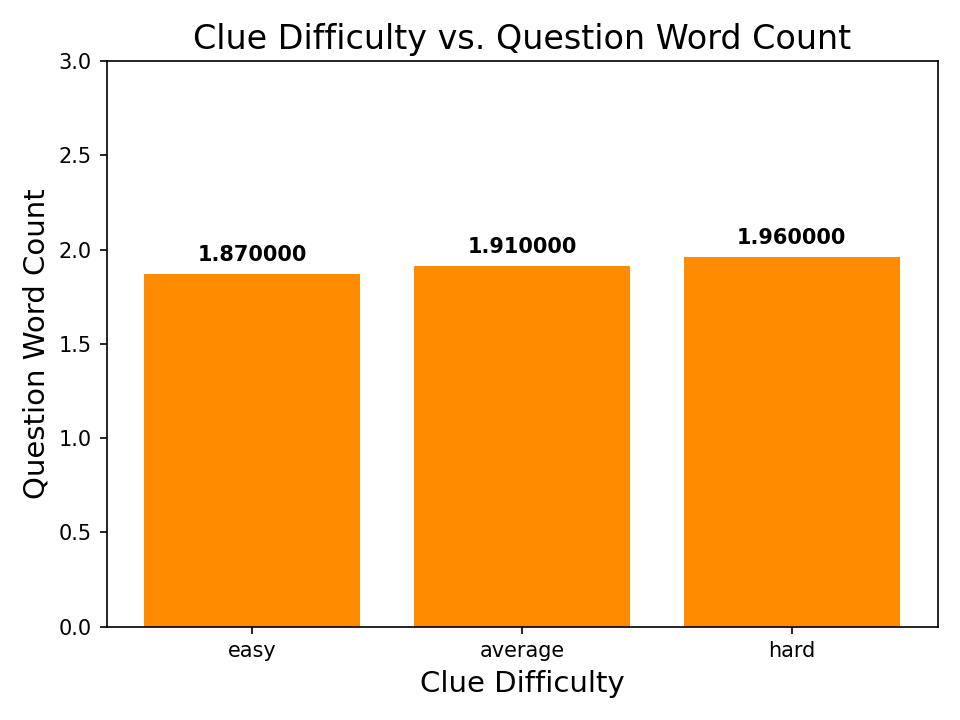 Clue Difficulty vs. Question Word Count
3.0
2.5
2.0
1.5
1.0
0.5
0.0
Question Word Count
1.870000
1.910000
1.960000
easy
average
hard
Clue Difficulty